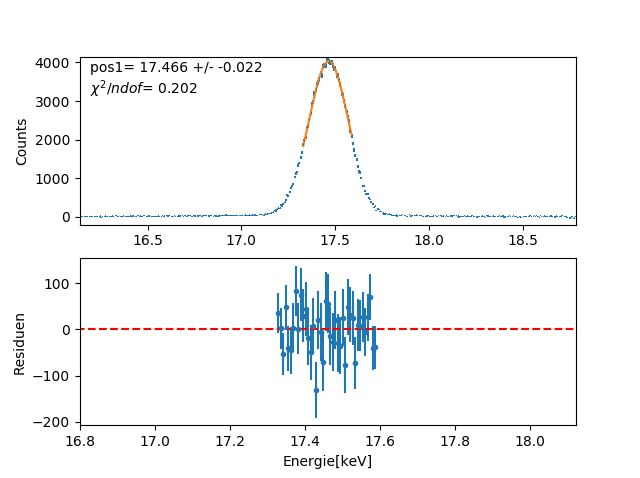 pos1= 17.466 +/- -0.022
χ²/ndof= 0.202
Counts
4000
3000
2000
1000
0
16.5 17.0 17.5 18.0 18.5
Residuen
100
0
−100
−200
16.8 17.0 17.2 17.4 17.6 17.8 18.0
Energie[keV]